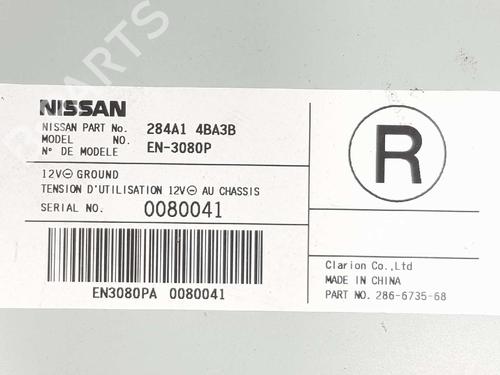 NISSAN
NISSAN PART No. 284A1 4BA3B
MODEL NO. EN-3080P
N° DE MODELE
12V⊖ GROUND
TENSION D'UTILISATION 12V⊖ AU CHASSIS
SERIAL NO. 0080041
EN3080PA 0080041
R
Clarion Co.,Ltd
MADE IN CHINA
PART NO. 286-6735-68